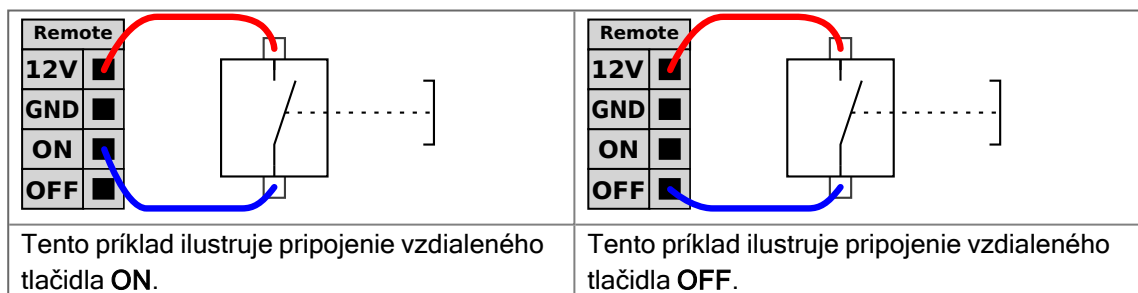 Remote
12V
GND
ON
OFF
Tento príklad ilustruje pripojenie vzdialeného
tlačidla ON.
Remote
12V
GND
ON
OFF
Tento príklad ilustruje pripojenie vzdialeného
tlačidla OFF.